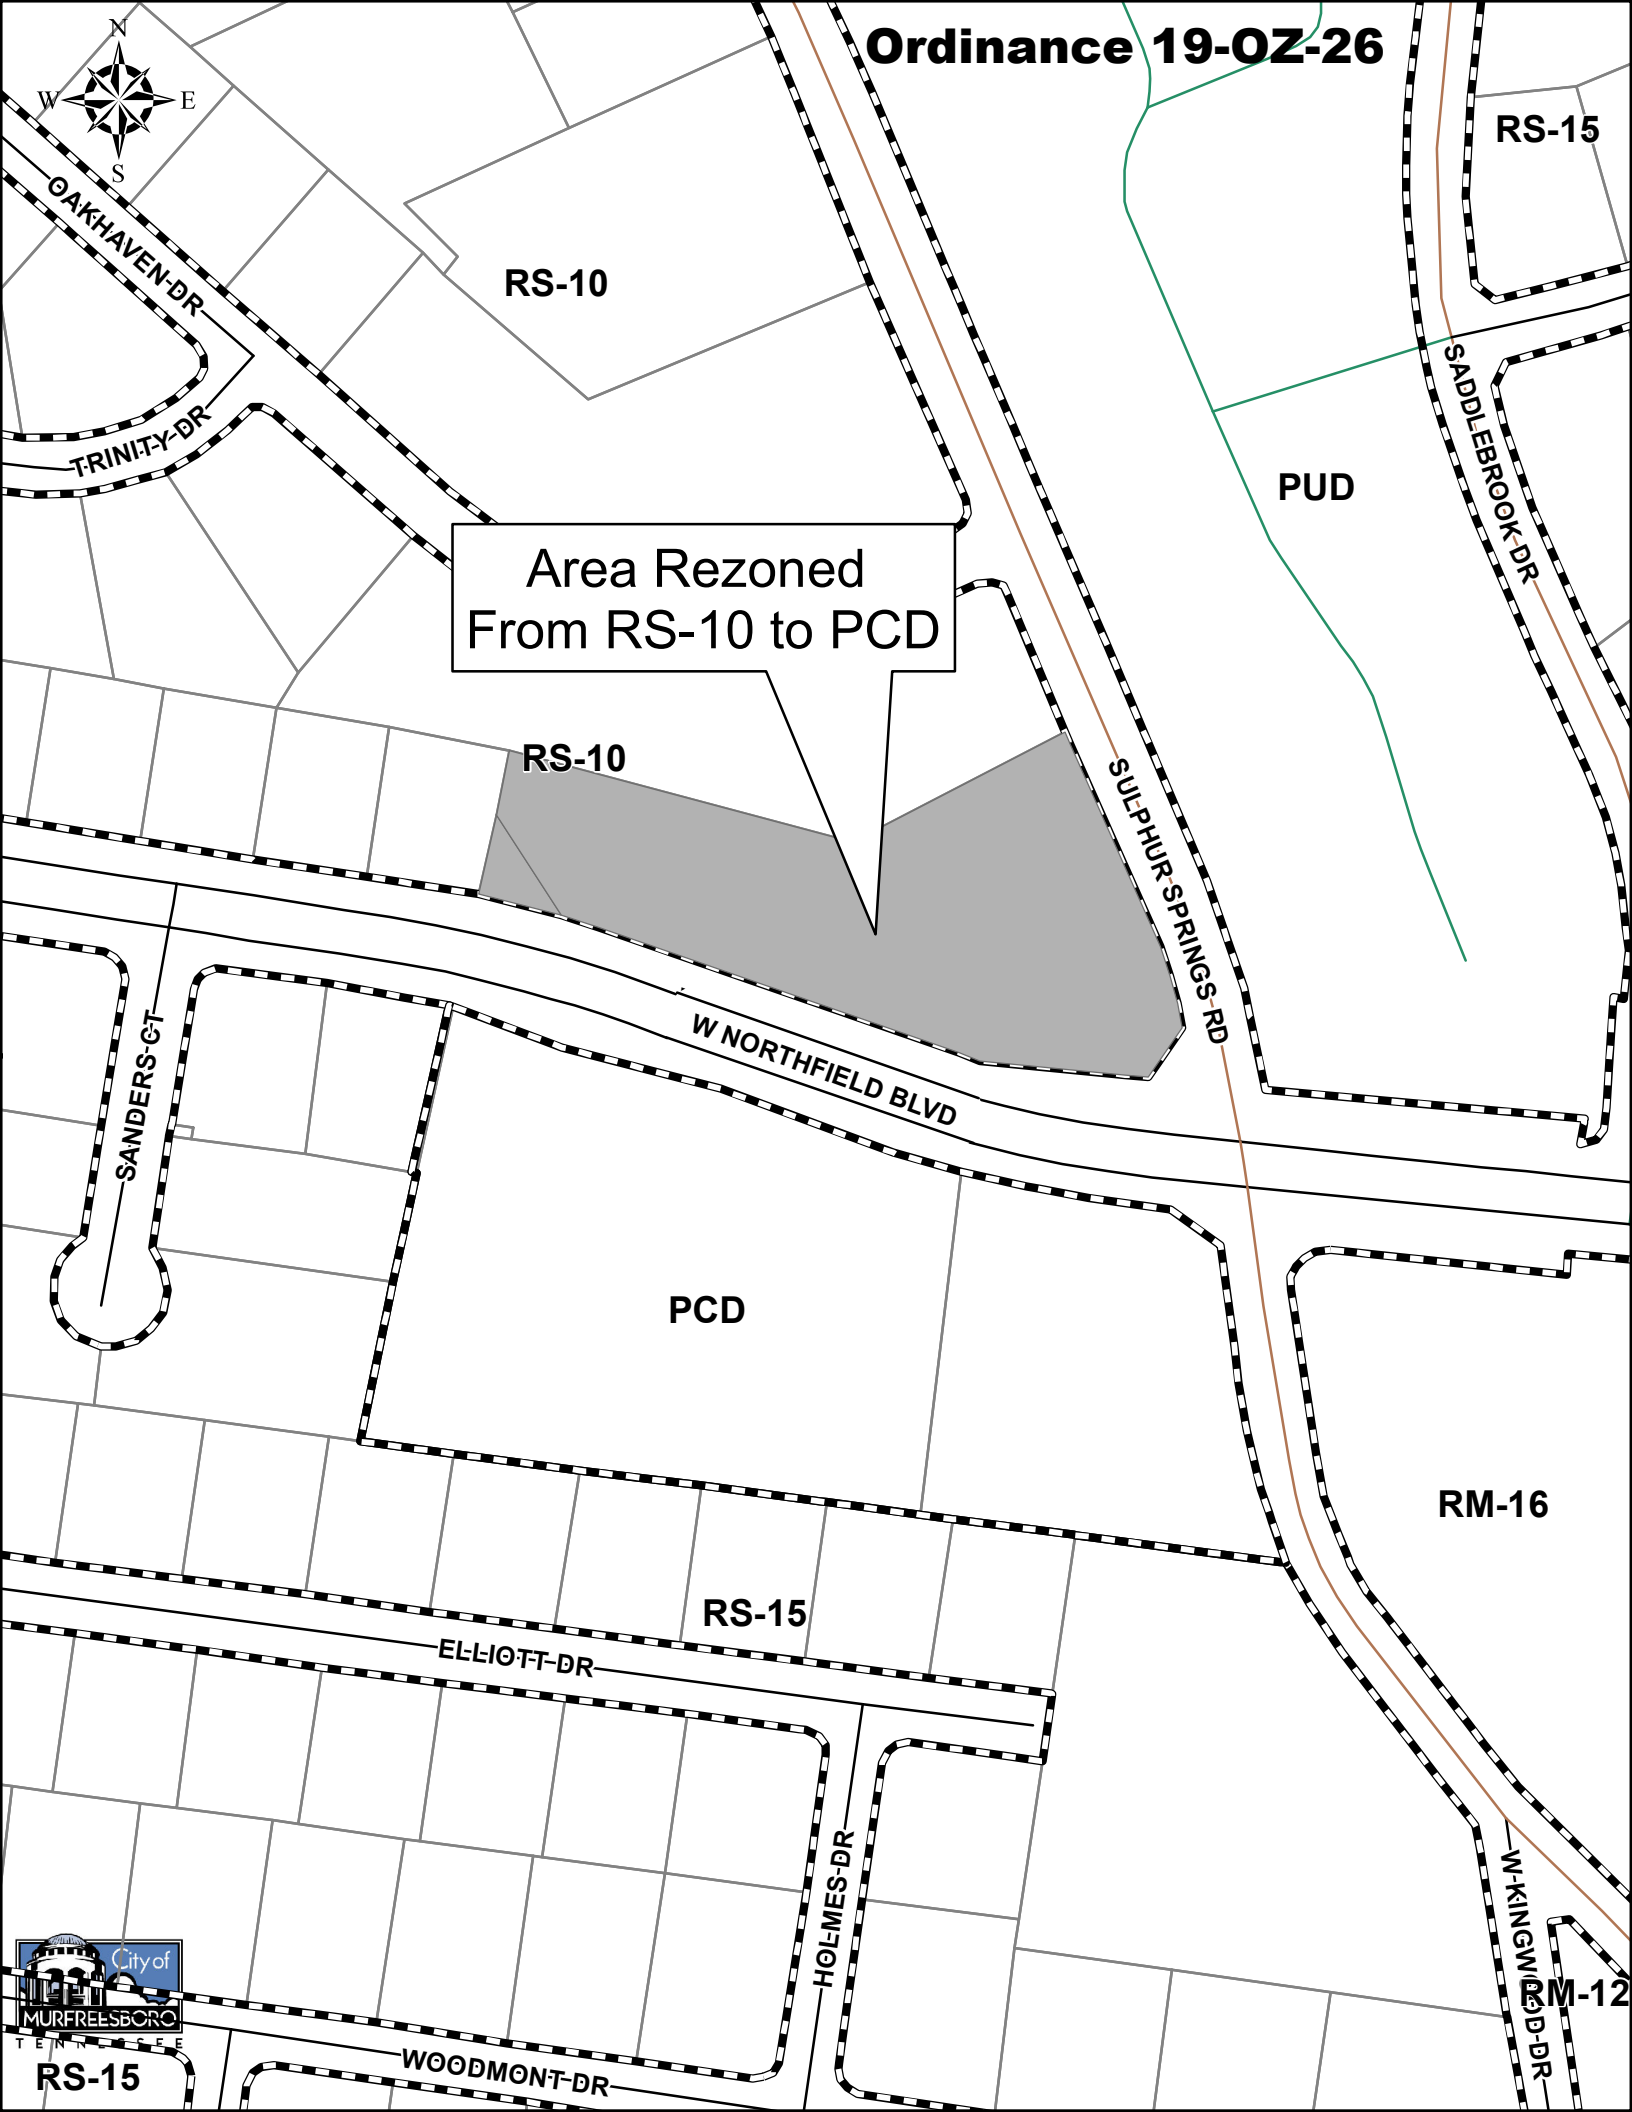 Ordinance 19-OZ-26
N
W
E
S
RS-15
OAKHAVEN DR
RS-10
TRINITY DR
SADDLEBROOK DR
PUD
Area Rezoned
From RS-10 to PCD
RS-10
SULPHUR SPRINGS RD
W NORTHFIELD BLVD
SANDERS CT
PCD
RM-16
RS-15
ELLIOTT DR
HOLMES DR
W KINGWOOD DR
RM-12
City of
MURFREESBORO
TENNESSEE
WOODMONT DR
RS-15